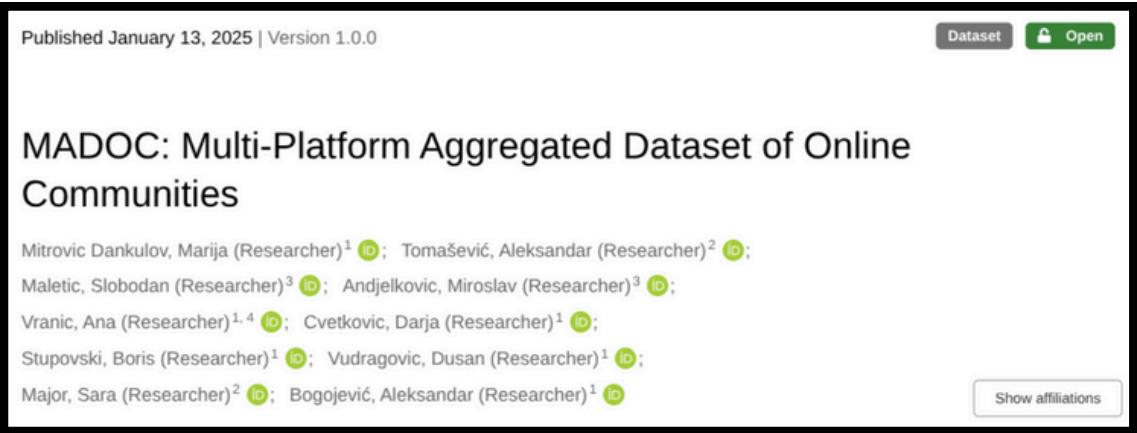 Published January 13, 2025 | Version 1.0.0
Dataset
Open
MADOC: Multi-Platform Aggregated Dataset of Online
Communities
Mitrovic Dankulov, Marija (Researcher)1 iD; Tomašević, Aleksandar (Researcher)2 iD;
Maletic, Slobodan (Researcher)3 iD; Andjelkovic, Miroslav (Researcher)3 iD;
Vranic, Ana (Researcher)1, 4 iD; Cvetkovic, Darja (Researcher)1 iD;
Stupovski, Boris (Researcher)1 iD; Vudragovic, Dusan (Researcher)1 iD;
Major, Sara (Researcher)2 iD; Bogojević, Aleksandar (Researcher)1 iD
Show affiliations